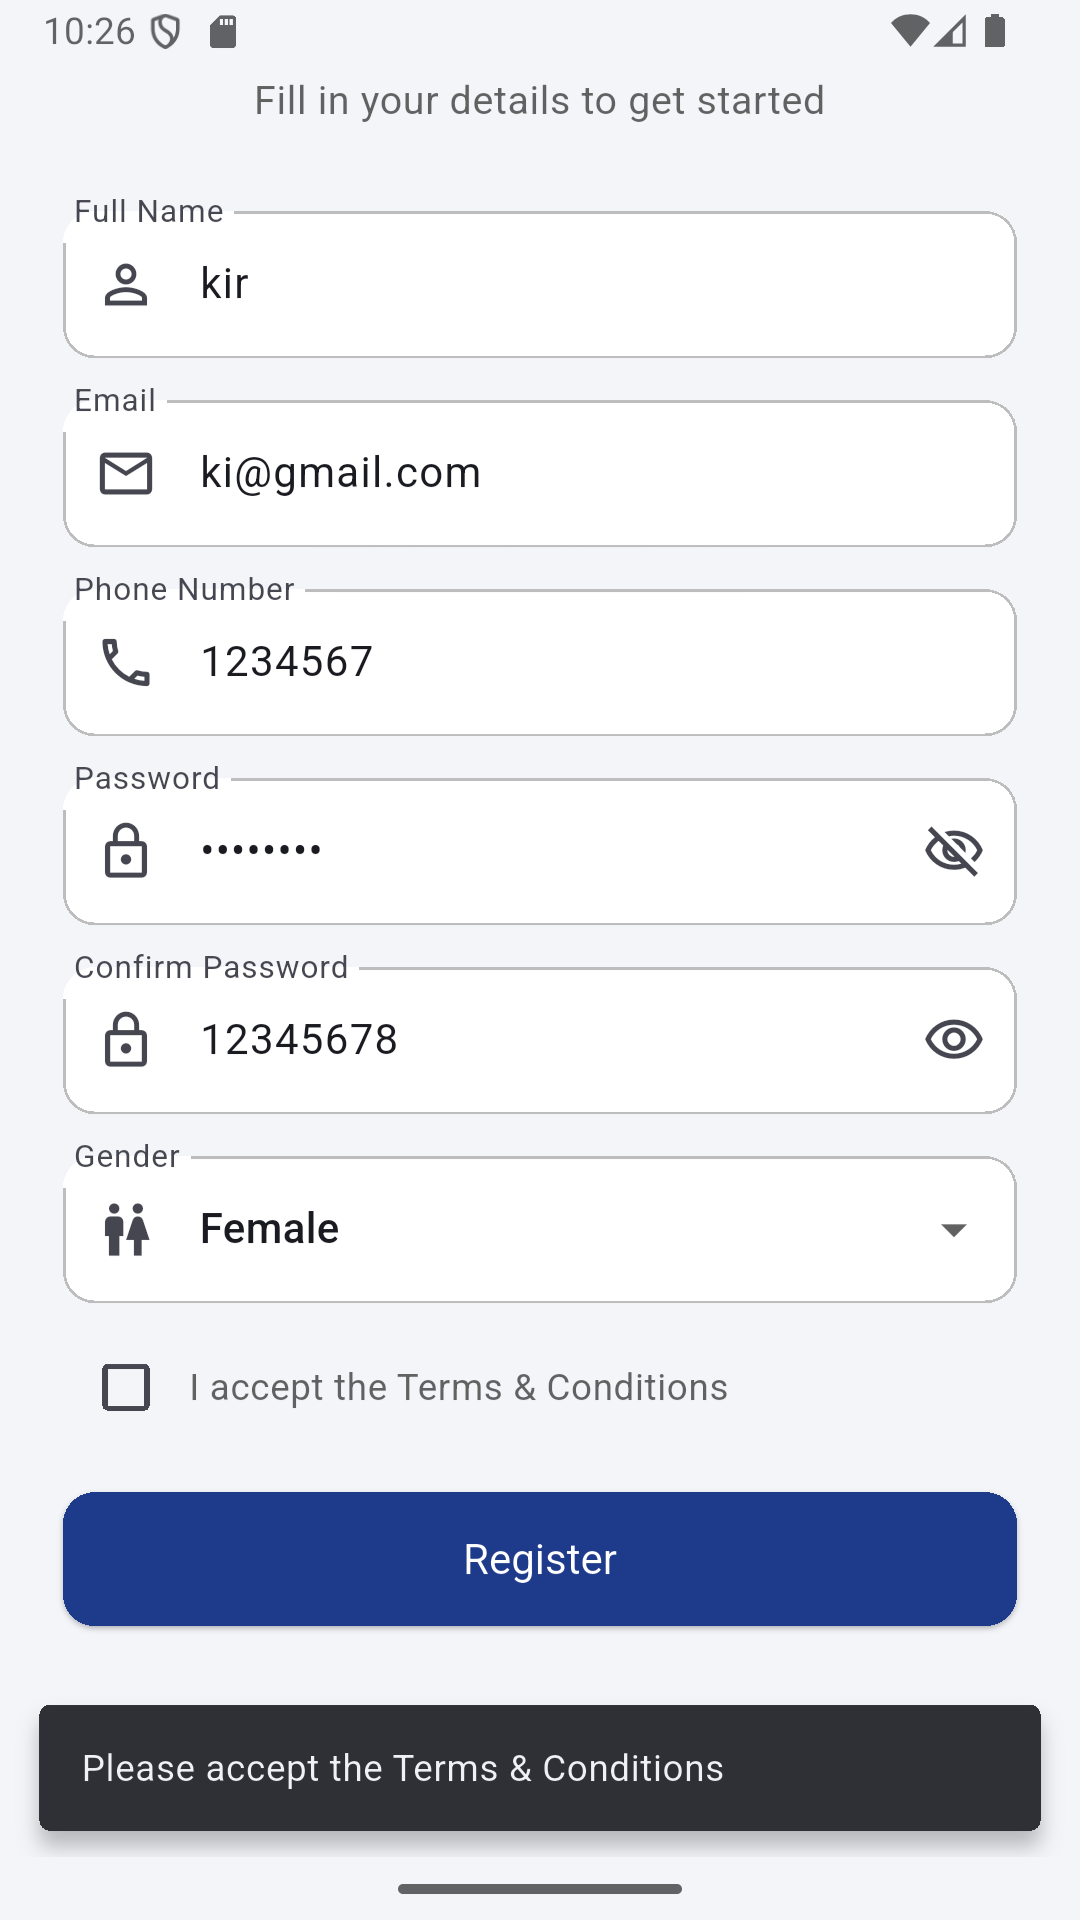 10:26
Fill in your details to get started
Full Name
kir
Email
ki@gmail.com
Phone Number
1234567
Password
••••••••
Confirm Password
12345678
Gender
Female
I accept the Terms & Conditions
Register
Please accept the Terms & Conditions